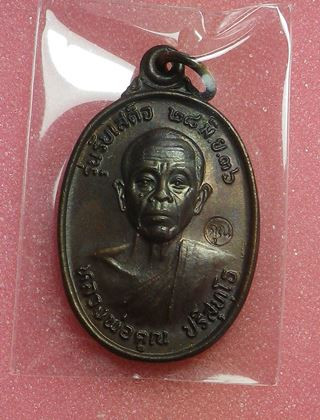 รุ่นรับเสด็จ ๒๘ มิ.ย.๓๖
คูณ
หลวงพ่อคูณ ปริสุทฺโธ